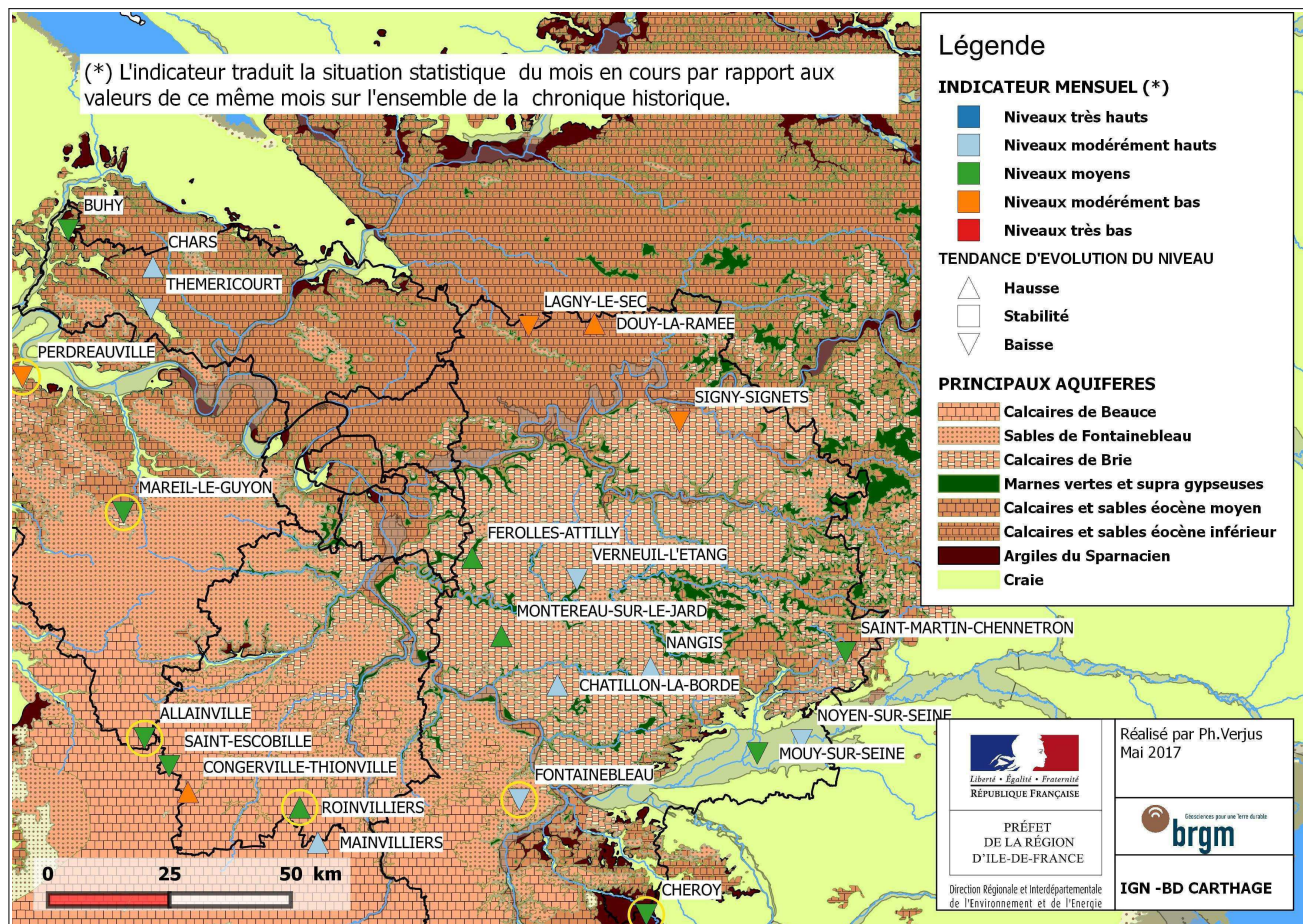 (*) L'indicateur traduit la situation statistique du mois en cours par rapport aux
valeurs de ce même mois sur l'ensemble de la chronique historique.
BUHY
CHARS
THEMERICOURT
LAGNY-LE-SEC
DOUY-LA-RAMEE
PERDREAUVILLE
SIGNY-SIGNETS
MAREIL-LE-GUYON
FEROLLES-ATTILLY
VERNEUIL-L'ETANG
MONTEREAU-SUR-LE-JARD
NANGIS
SAINT-MARTIN-CHENNETRON
CHATILLON-LA-BORDE
ALLAINVILLE
SAINT-ESCOBILLE
CONGERVILLE-THIONVILLE
NOYEN-SUR-SEINE
MOUY-SUR-SEINE
FONTAINEBLEAU
ROINVILLIERS
MAINVILLIERS
CHEROY
0 25 50 km
Légende
INDICATEUR MENSUEL (*)
Niveaux très hauts
Niveaux modérément hauts
Niveaux moyens
Niveaux modérément bas
Niveaux très bas
TENDANCE D'EVOLUTION DU NIVEAU
Hausse
Stabilité
Baisse
PRINCIPAUX AQUIFERES
Calcaires de Beauce
Sables de Fontainebleau
Calcaires de Brie
Marnes vertes et supra gypseuses
Calcaires et sables éocène moyen
Calcaires et sables éocène inférieur
Argiles du Sparnacien
Craie
Liberté • Égalité • Fraternité
RÉPUBLIQUE FRANÇAISE
PRÉFET
DE LA RÉGION
D'ILE-DE-FRANCE
Direction Régionale et Interdépartementale
de l'Environnement et de l'Energie
Réalisé par Ph.Verjus
Mai 2017
Géosciences pour une Terre durable
brgm
IGN -BD CARTHAGE